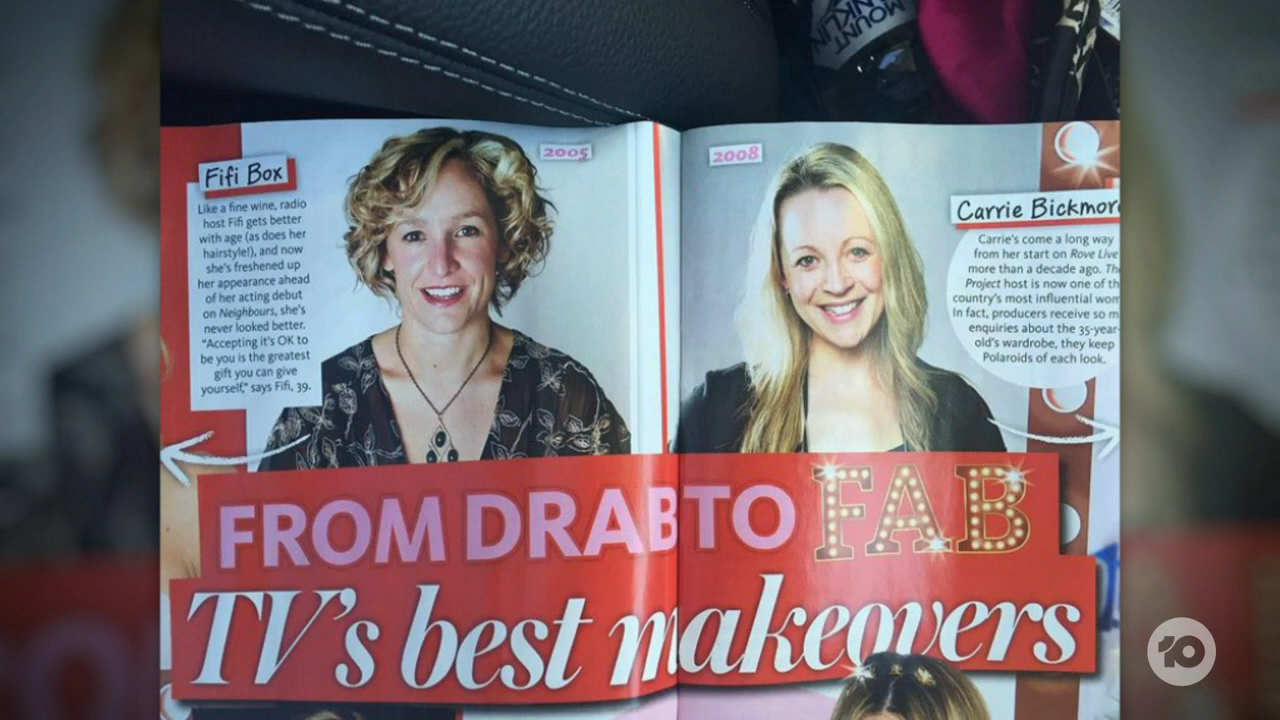 MOUNT
NKLIN
Fifi Box
Like a fine wine, radio
host Fifi gets better
with age (as does her
hairstyle!), and now
she's freshened up
her appearance ahead
of her acting debut
on Neighbours, she's
never looked better.
"Accepting it's OK to
be you is the greatest
gift you can give
yourself," says Fifi, 39.
2005
2008
Carrie Bickmor
Carrie's come a long way
from her start on Rove Live
more than a decade ago. The
Project host is now one of th
country's most influential wom
In fact, producers receive so m
enquiries about the 35-year-
old's wardrobe, they keep
Polaroids of each look.
FROM DRAB TO FAB
TV's best makeovers
10